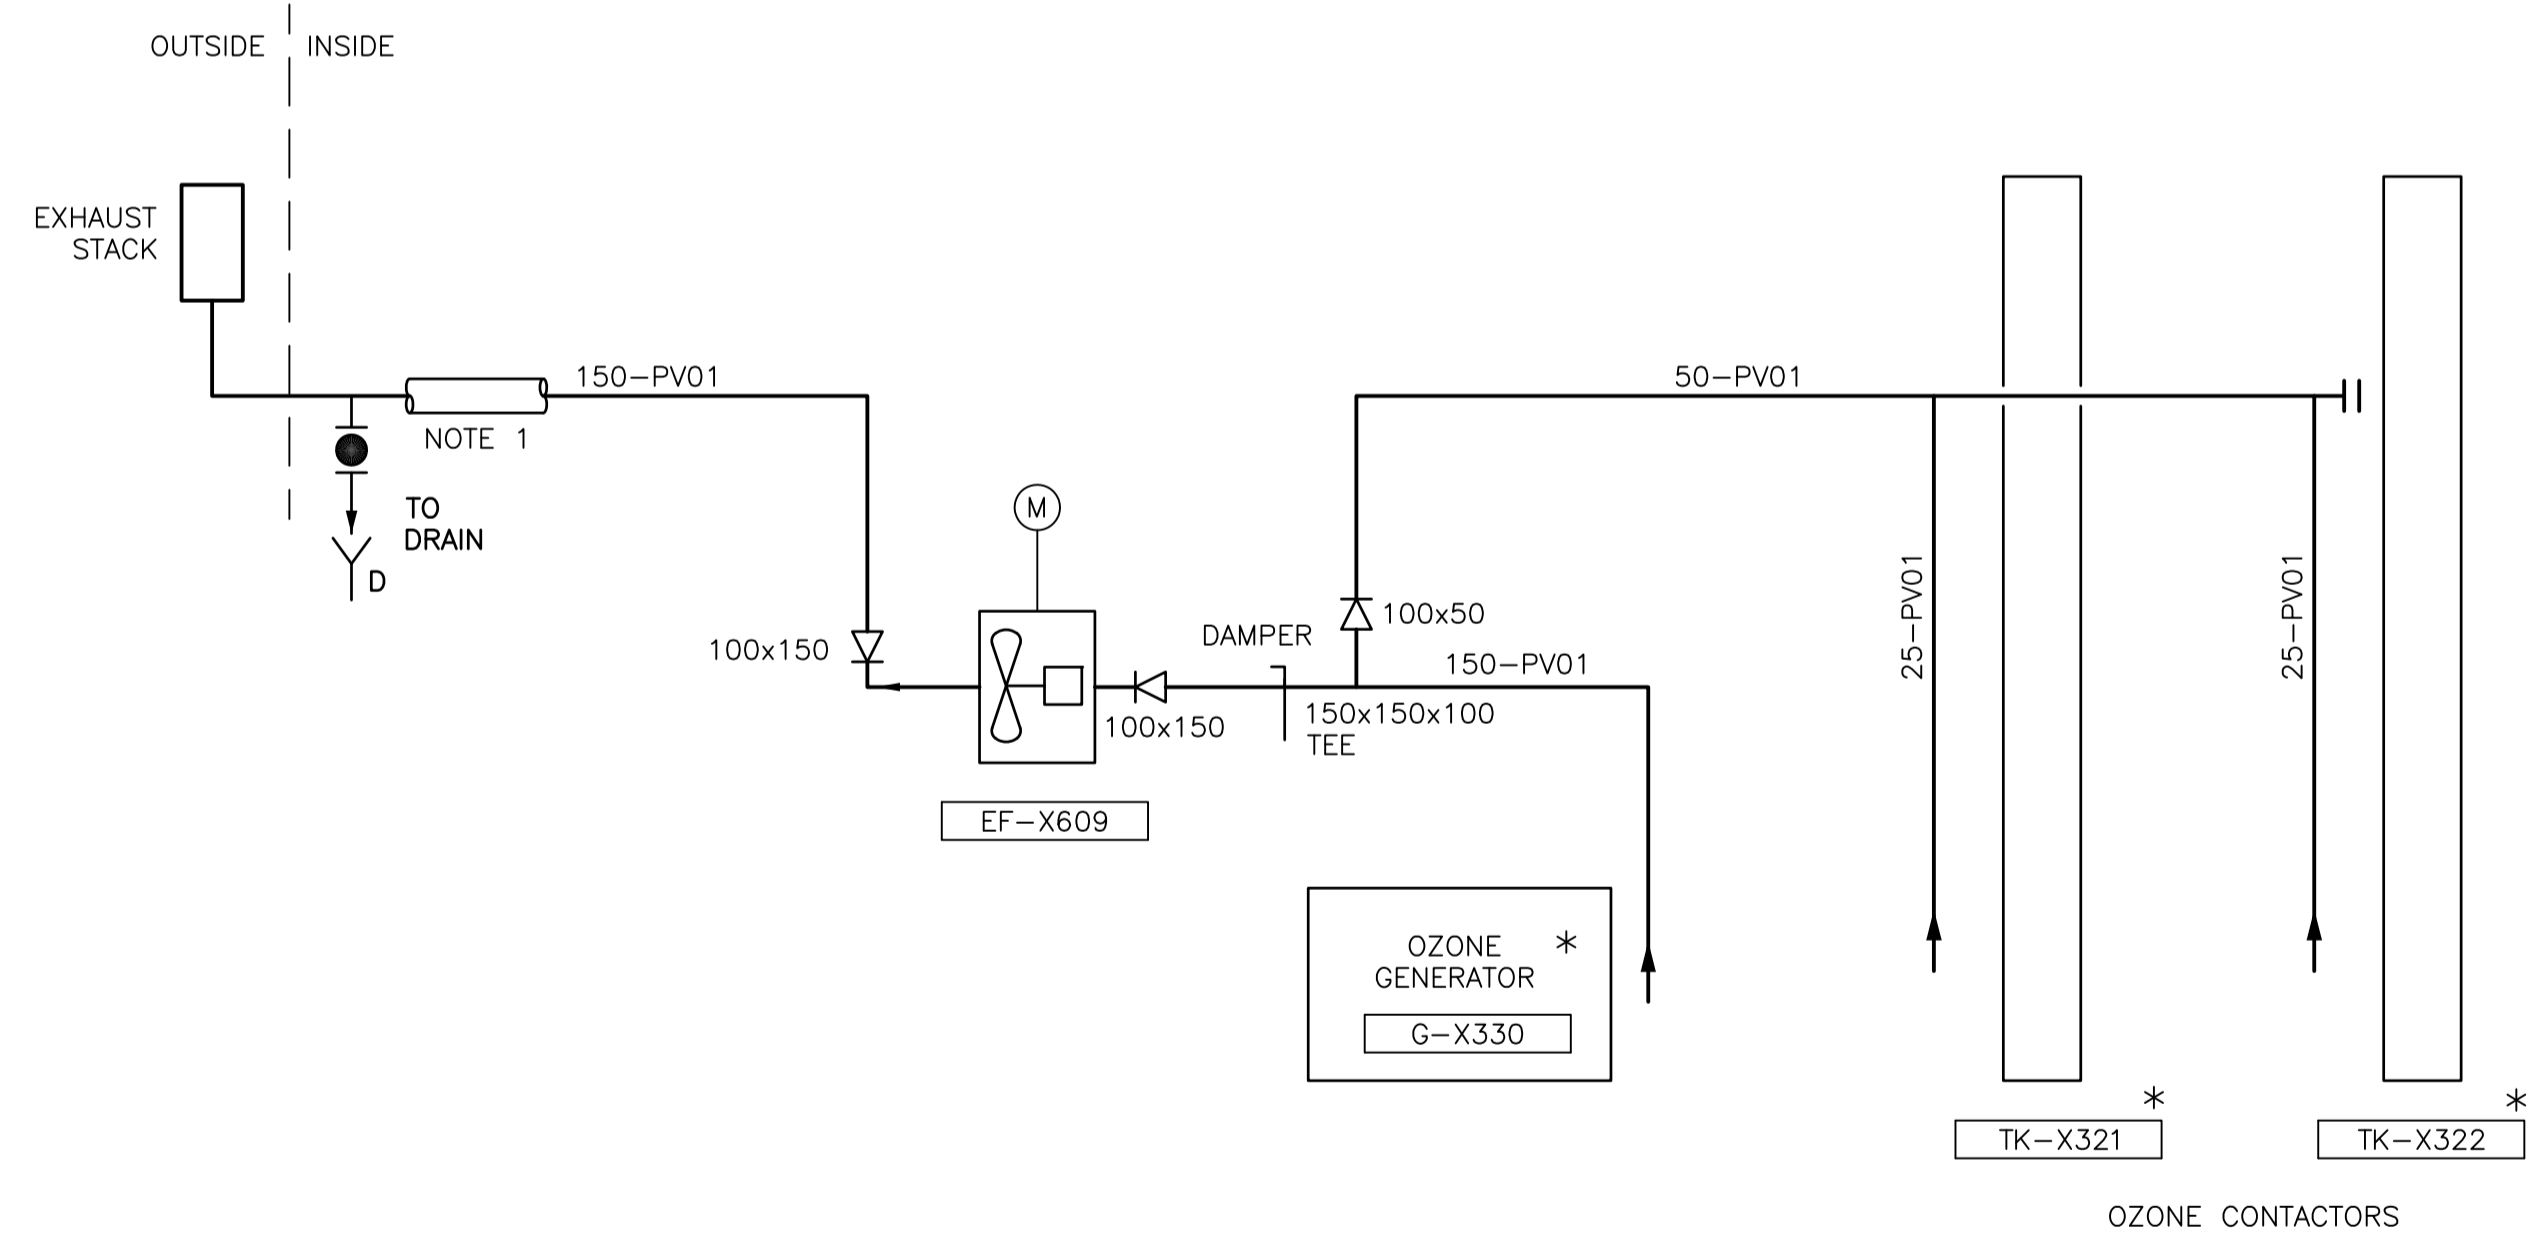 OUTSIDE
INSIDE
EXHAUST
STACK
150-PV01
NOTE 1
TO
DRAIN
D
50-PV01
M
100x150
100x50
DAMPER
150-PV01
100x150
150x150x100
TEE
25-PV01
25-PV01
EF-X609
OZONE *
GENERATOR
G-X330
*
*
TK-X321
TK-X322
OZONE CONTACTORS